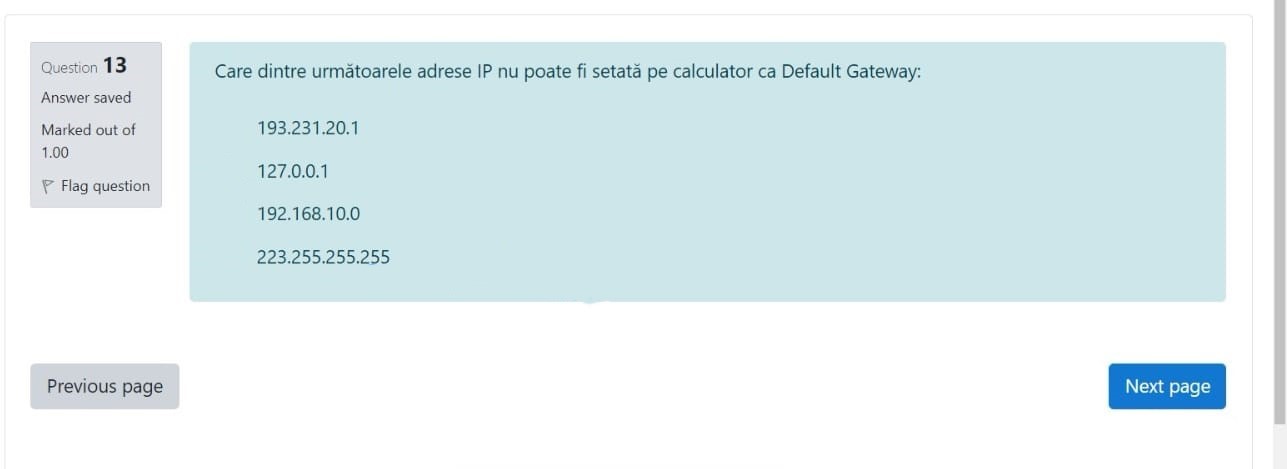 Question 13
Answer saved
Marked out of
1.00
Flag question
Care dintre următoarele adrese IP nu poate fi setată pe calculator ca Default Gateway:
193.231.20.1
127.0.0.1
192.168.10.0
223.255.255.255
Previous page
Next page